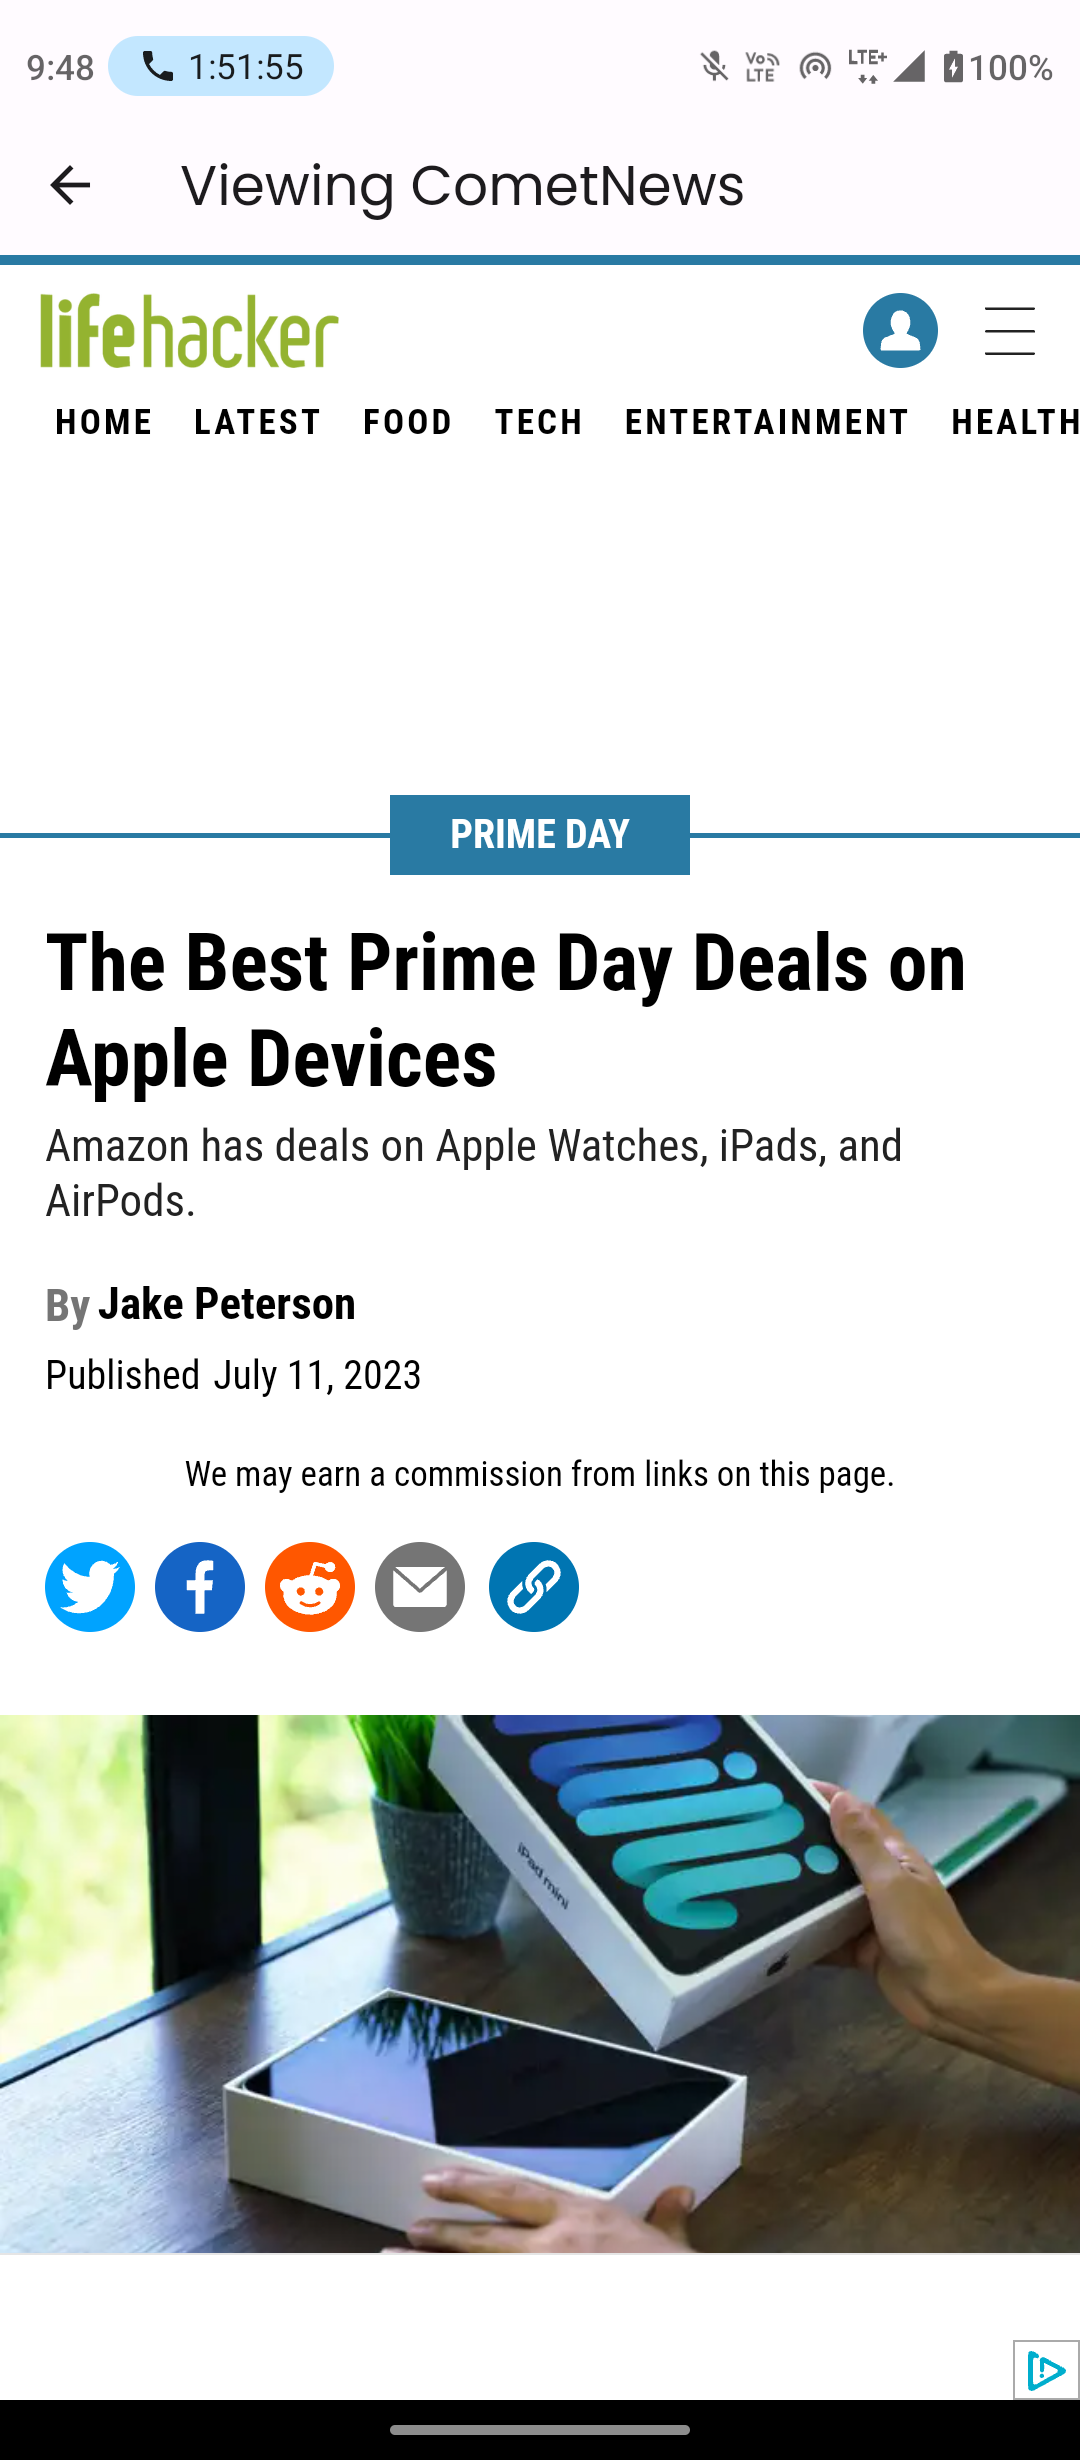 9:48 1:51:55 Vo LTE LTE+ 100%
Viewing CometNews
lifehacker
HOME LATEST FOOD TECH ENTERTAINMENT HEALTH
PRIME DAY
The Best Prime Day Deals on
Apple Devices
Amazon has deals on Apple Watches, iPads, and
AirPods.
By Jake Peterson
Published July 11, 2023
We may earn a commission from links on this page.
iPad mini